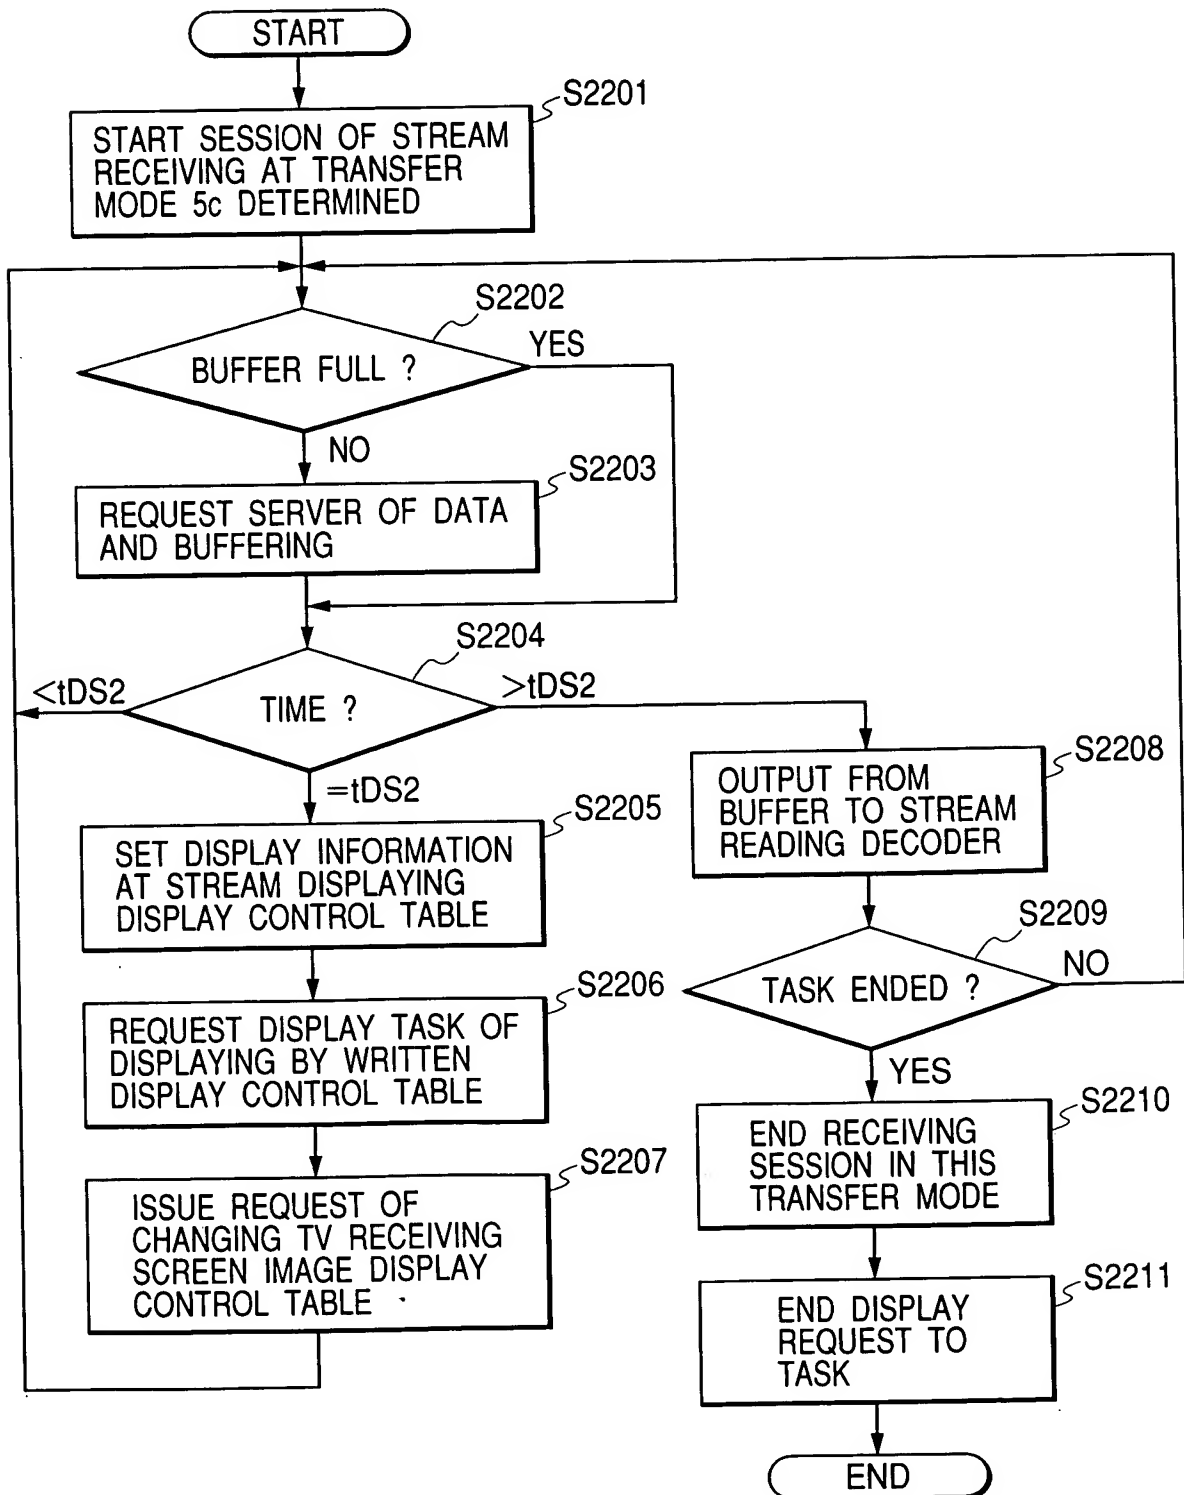 START
S2201
START SESSION OF STREAM
RECEIVING AT TRANSFER
MODE 5c DETERMINED
S2202
BUFFER FULL ?
YES
NO
S2203
REQUEST SERVER OF DATA
AND BUFFERING
S2204
TIME ?
<tDS2
>tDS2
=tDS2
S2205
SET DISPLAY INFORMATION
AT STREAM DISPLAYING
DISPLAY CONTROL TABLE
S2206
REQUEST DISPLAY TASK OF
DISPLAYING BY WRITTEN
DISPLAY CONTROL TABLE
S2207
ISSUE REQUEST OF
CHANGING TV RECEIVING
SCREEN IMAGE DISPLAY
CONTROL TABLE
S2208
OUTPUT FROM
BUFFER TO STREAM
READING DECODER
S2209
TASK ENDED ?
NO
YES
S2210
END RECEIVING
SESSION IN THIS
TRANSFER MODE
S2211
END DISPLAY
REQUEST TO
TASK
END